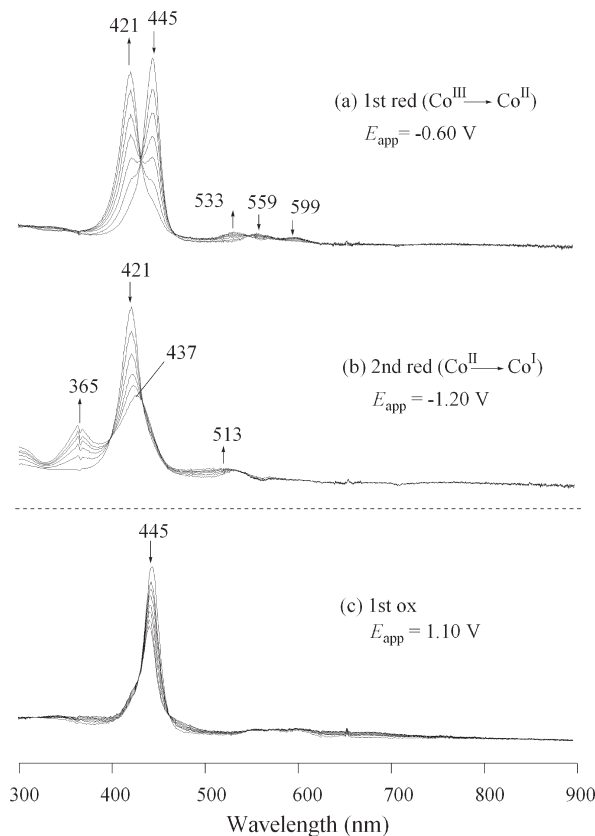 421 445
(a) 1st red (Co^III → Co^II)
E_app = -0.60 V
533 559 599
421
437
(b) 2nd red (Co^II → Co^I)
365
E_app = -1.20 V
513
445
(c) 1st ox
E_app = 1.10 V
300 400 500 600 700 800 900
Wavelength (nm)